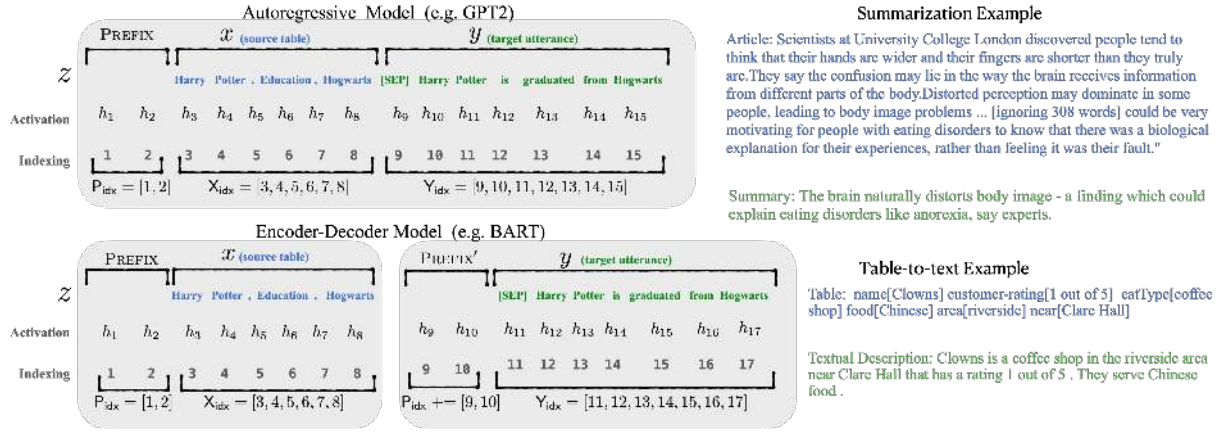 Autoregressive Model (e.g. GPT2)
PREFIX x (source table) y (target utterance)
z Harry Potter , Education , Hogwarts [SEP] Harry Potter is graduated from Hogwarts
Activation h1 h2 h3 h4 h5 h6 h7 h8 h9 h10 h11 h12 h13 h14 h15
Indexing 1 2 3 4 5 6 7 8 9 10 11 12 13 14 15
Pidx = [1, 2] Xidx = [3, 4, 5, 6, 7, 8] Yidx = [9, 10, 11, 12, 13, 14, 15]
Encoder-Decoder Model (e.g. BART)
PREFIX x (source table) PREFIX′ y (target utterance)
z Harry Potter , Education , Hogwarts [SEP] Harry Potter is graduated from Hogwarts
Activation h1 h2 h3 h4 h5 h6 h7 h8 h9 h10 h11 h12 h13 h14 h15 h16 h17
Indexing 1 2 3 4 5 6 7 8 9 10 11 12 13 14 15 16 17
Pidx = [1, 2] Xidx = [3, 4, 5, 6, 7, 8] Pidx += [9, 10] Yidx = [11, 12, 13, 14, 15, 16, 17]
Summarization Example
Article: Scientists at University College London discovered people tend to
think that their hands are wider and their fingers are shorter than they truly
are.They say the confusion may lie in the way the brain receives information
from different parts of the body.Distorted perception may dominate in some
people, leading to body image problems ... [ignoring 308 words] could be very
motivating for people with eating disorders to know that there was a biological
explanation for their experiences, rather than feeling it was their fault."
Summary: The brain naturally distorts body image - a finding which could
explain eating disorders like anorexia, say experts.
Table-to-text Example
Table: name[Clowns] customer-rating[1 out of 5] eatType[coffee
shop] food[Chinese] area[riverside] near[Clare Hall]
Textual Description: Clowns is a coffee shop in the riverside area
near Clare Hall that has a rating 1 out of 5 . They serve Chinese
food .